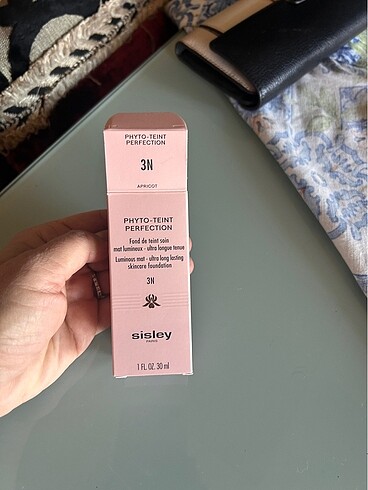 PHYTO-TEINT
PERFECTION
3N
APRICOT
PHYTO-TEINT
PERFECTION
Fond de teint soin
mat lumineux - ultra longue tenue
Luminous mat - ultra long lasting
skincare foundation
3N
sisley
PARIS
1 FL. OZ. 30 ml